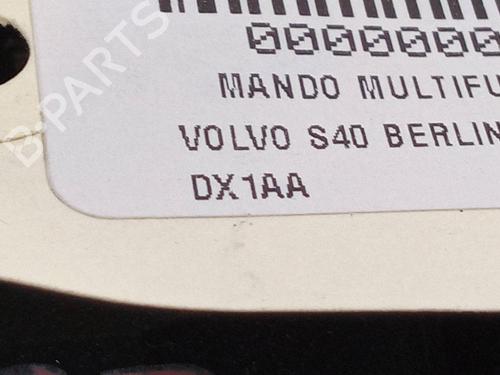 0000000
MANDO MULTIFU
VOLVO S40 BERLIN
DX1AA
B-PARTS